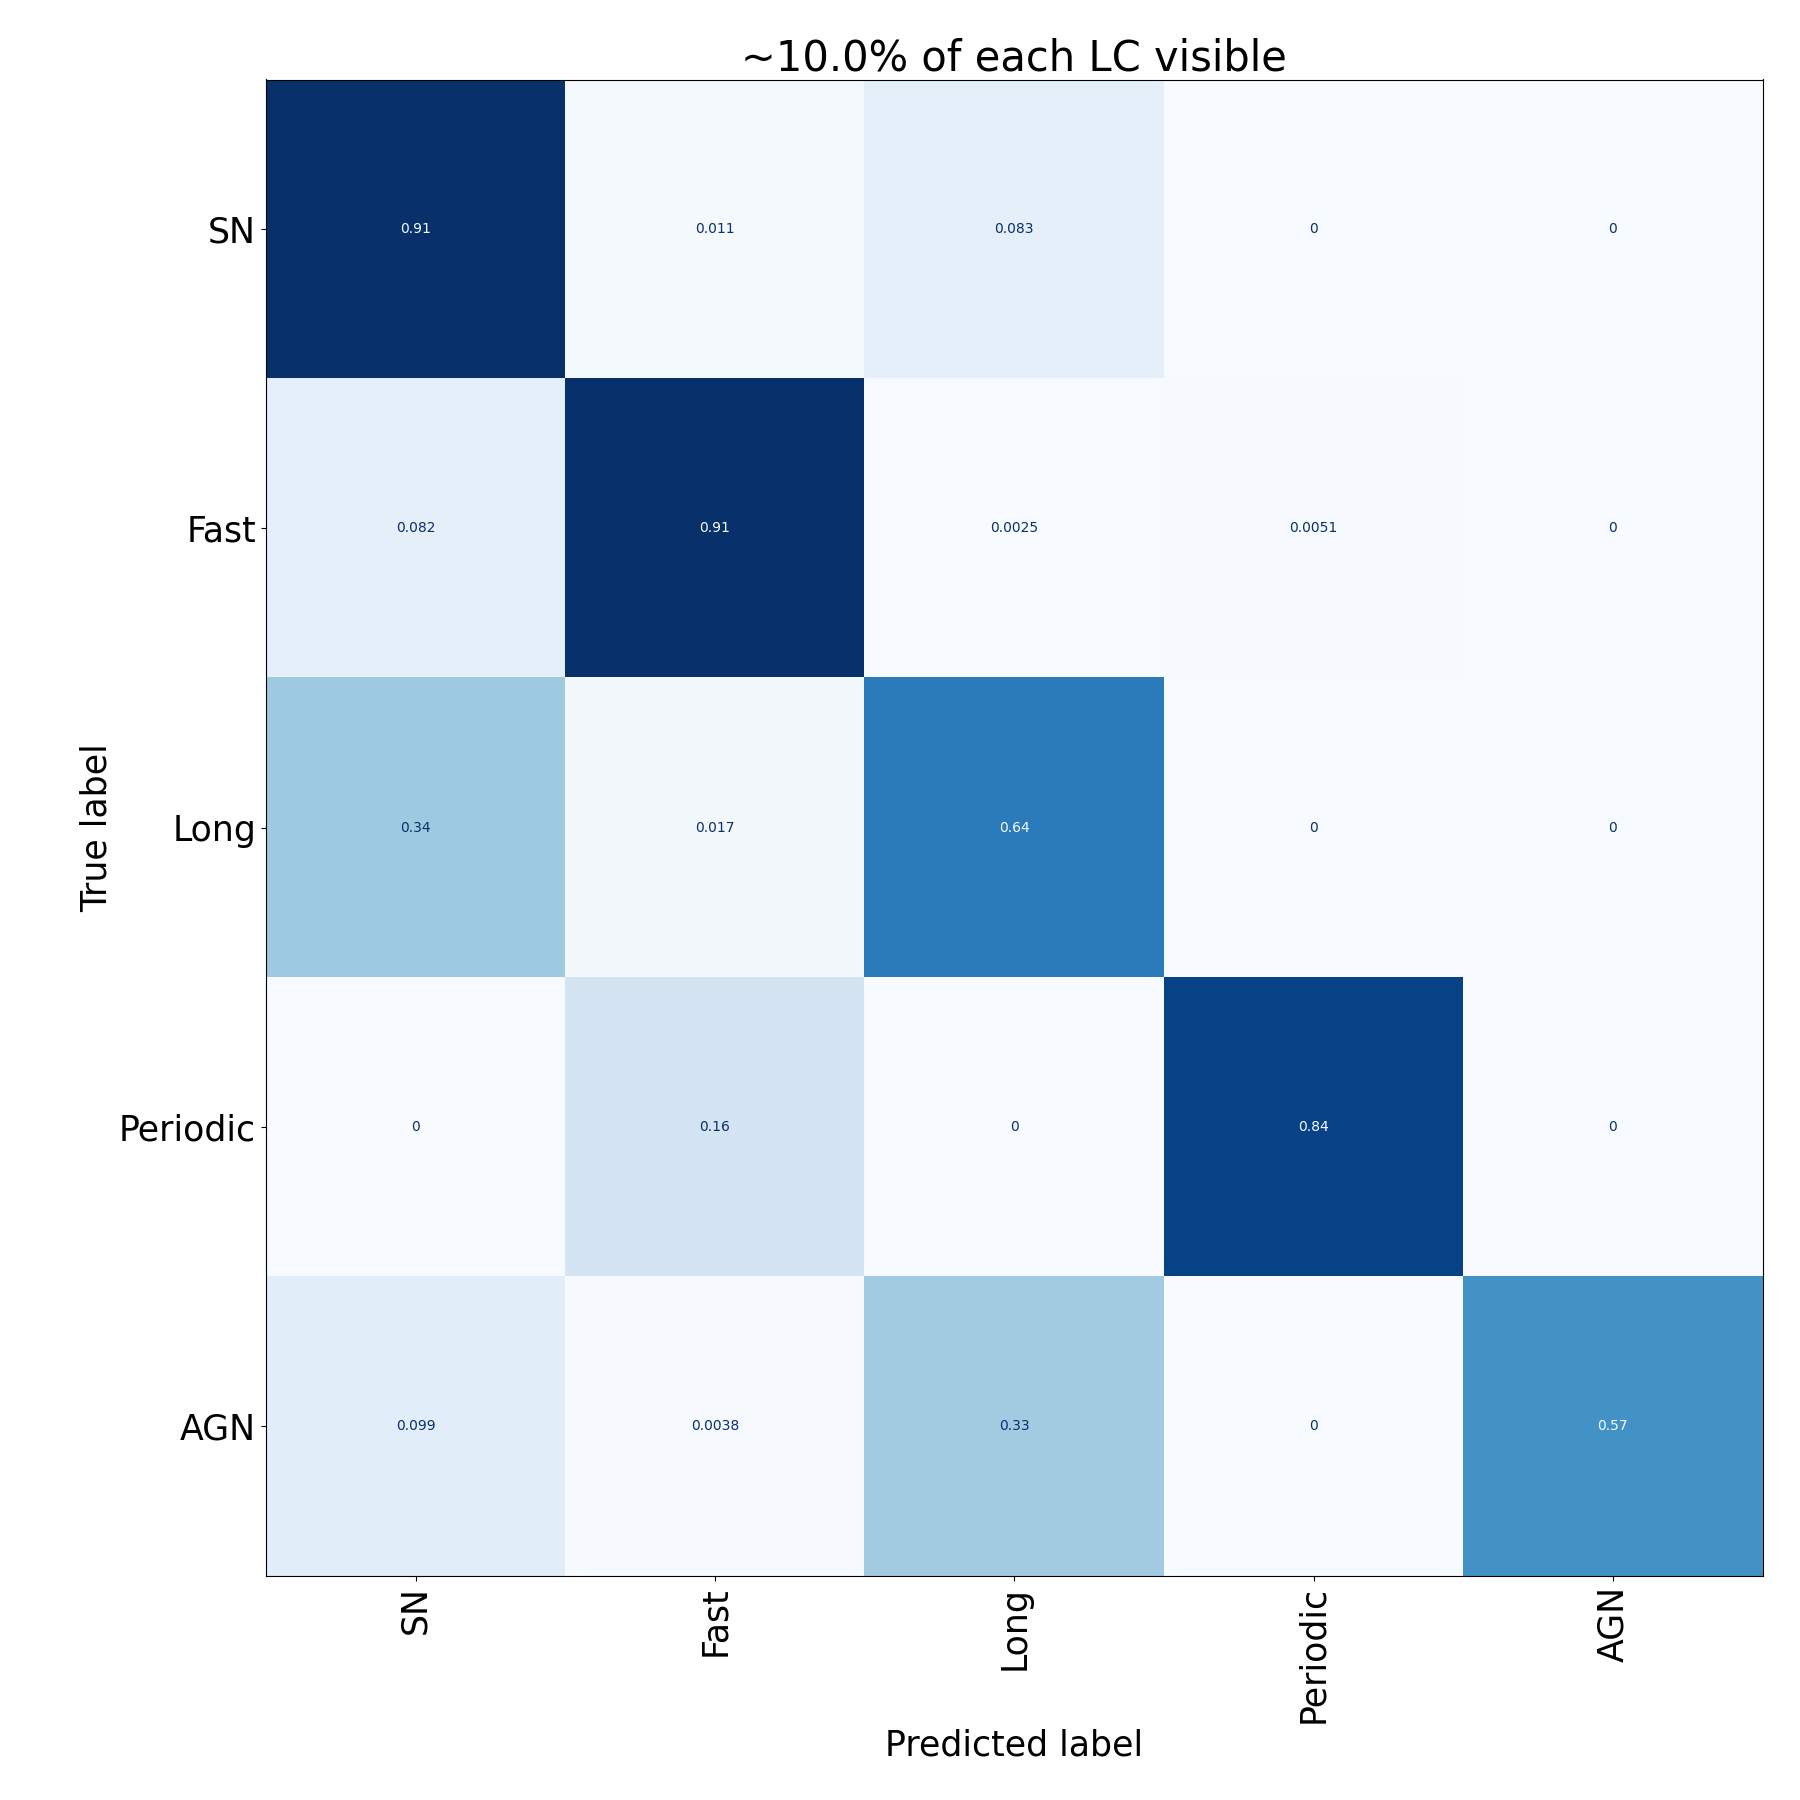 ~10.0% of each LC visible
SN 0.91 0.011 0.083 0 0
Fast 0.082 0.91 0.0025 0.0051 0
Long 0.34 0.017 0.64 0 0
Periodic 0 0.16 0 0.84 0
AGN 0.099 0.0038 0.33 0 0.57
True label
SN Fast Long Periodic AGN
Predicted label